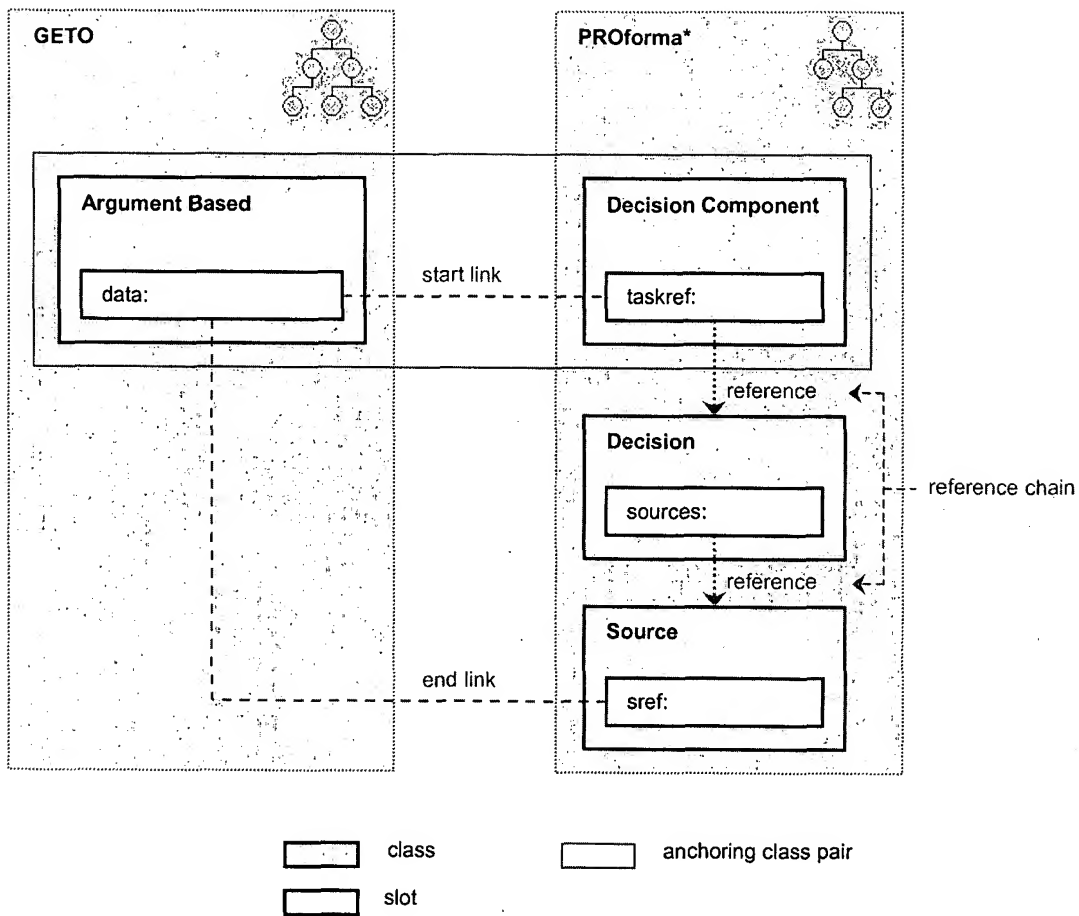 GETO
PROforma*
Argument Based
Decision Component
data:
start link
taskref:
reference
Decision
sources:
reference chain
reference
Source
end link
sref:
class
anchoring class pair
slot